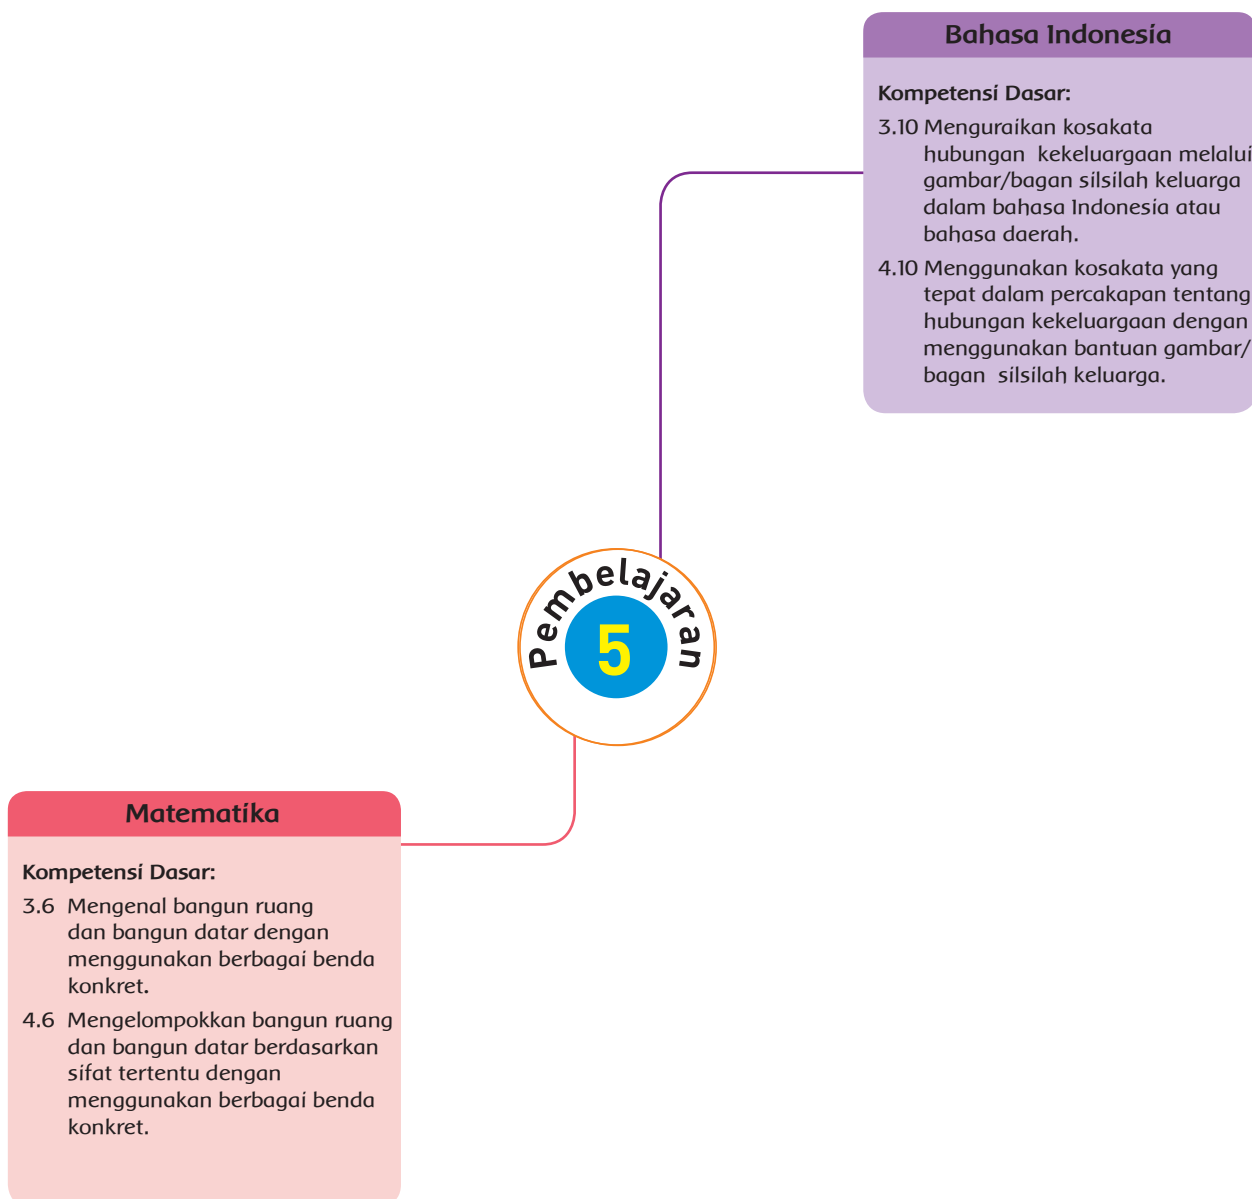 Bahasa Indonesia
Kompetensi Dasar:
3.10 Menguraikan kosakata
hubungan kekeluargaan melalui
gambar/bagan silsilah keluarga
dalam bahasa Indonesia atau
bahasa daerah.
4.10 Menggunakan kosakata yang
tepat dalam percakapan tentang
hubungan kekeluargaan dengan
menggunakan bantuan gambar/
bagan silsilah keluarga.
Pembelajaran
5
Matematika
Kompetensi Dasar:
3.6 Mengenal bangun ruang
dan bangun datar dengan
menggunakan berbagai benda
konkret.
4.6 Mengelompokkan bangun ruang
dan bangun datar berdasarkan
sifat tertentu dengan
menggunakan berbagai benda
konkret.